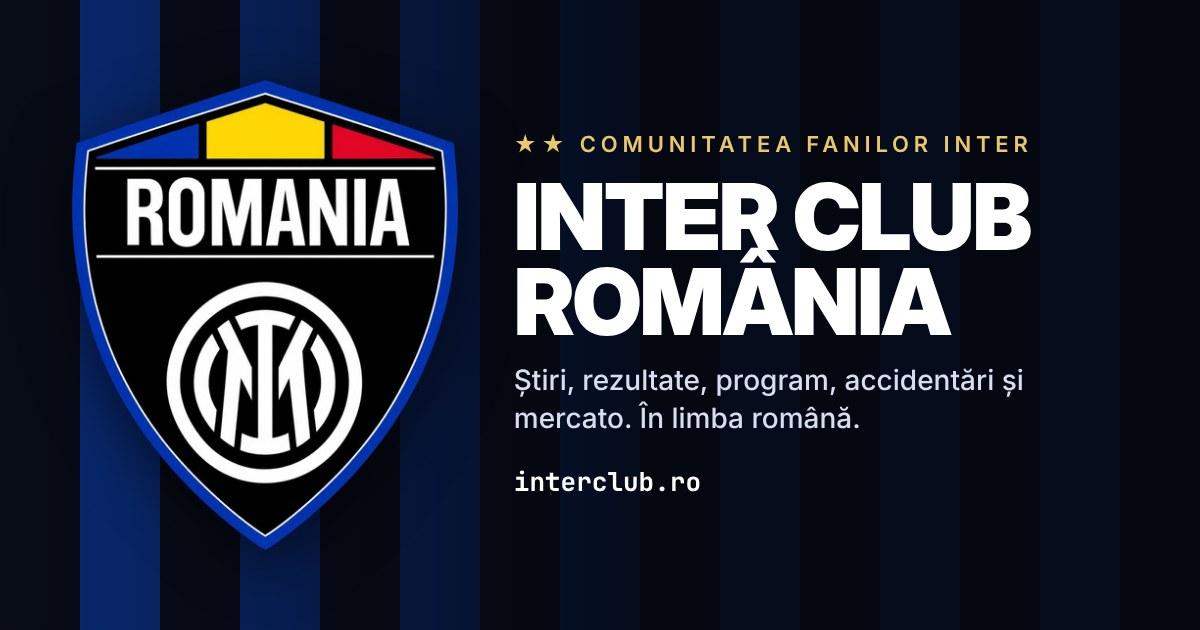 ROMANIA
★★ COMUNITATEA FANILOR INTER
INTER CLUB
ROMÂNIA
Știri, rezultate, program, accidentări și
mercato. În limba română.
interclub.ro